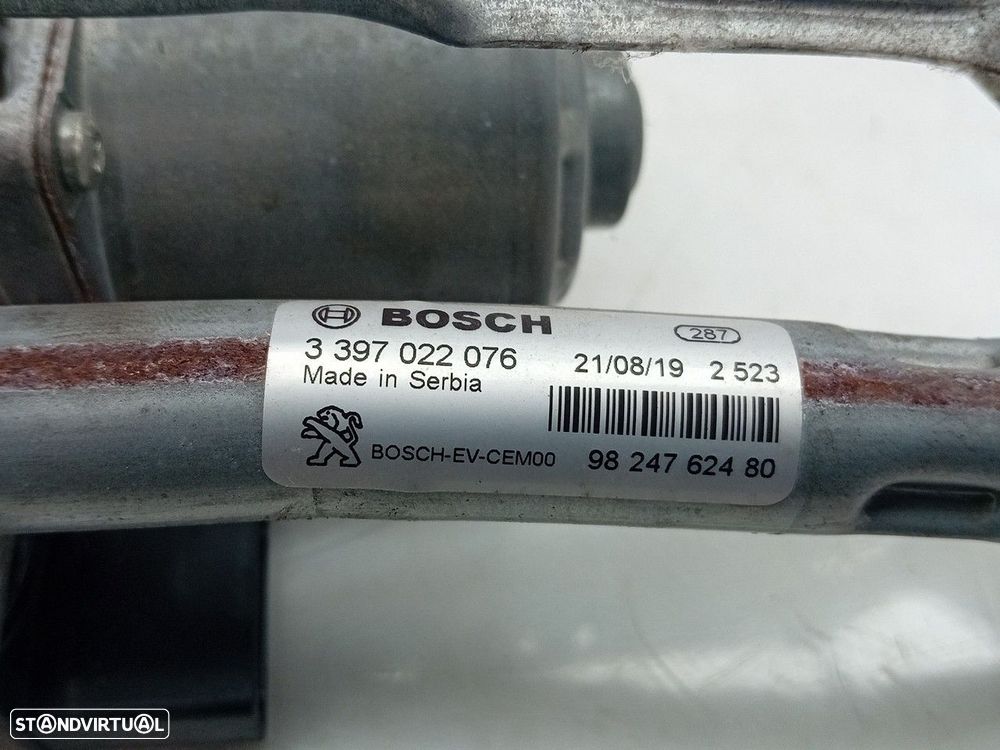 BOSCH
287
3 397 022 076
21/08/19 2 523
Made in Serbia
BOSCH-EV-CEM00 98 247 624 80
STANDVIRTUAL